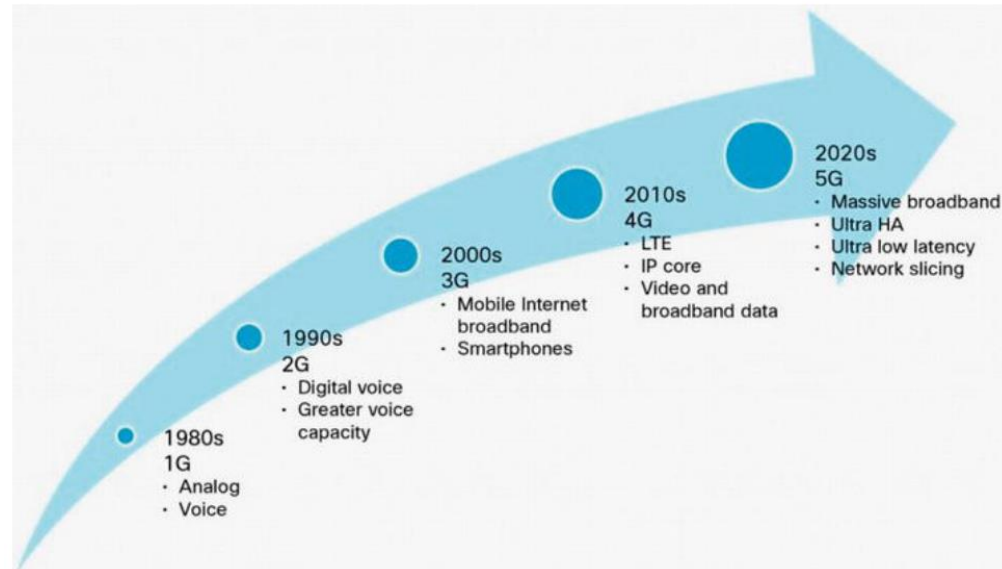 1980s
1G
· Analog
· Voice
1990s
2G
· Digital voice
· Greater voice
capacity
2000s
3G
· Mobile Internet
broadband
· Smartphones
2010s
4G
· LTE
· IP core
· Video and
broadband data
2020s
5G
· Massive broadband
· Ultra HA
· Ultra low latency
· Network slicing